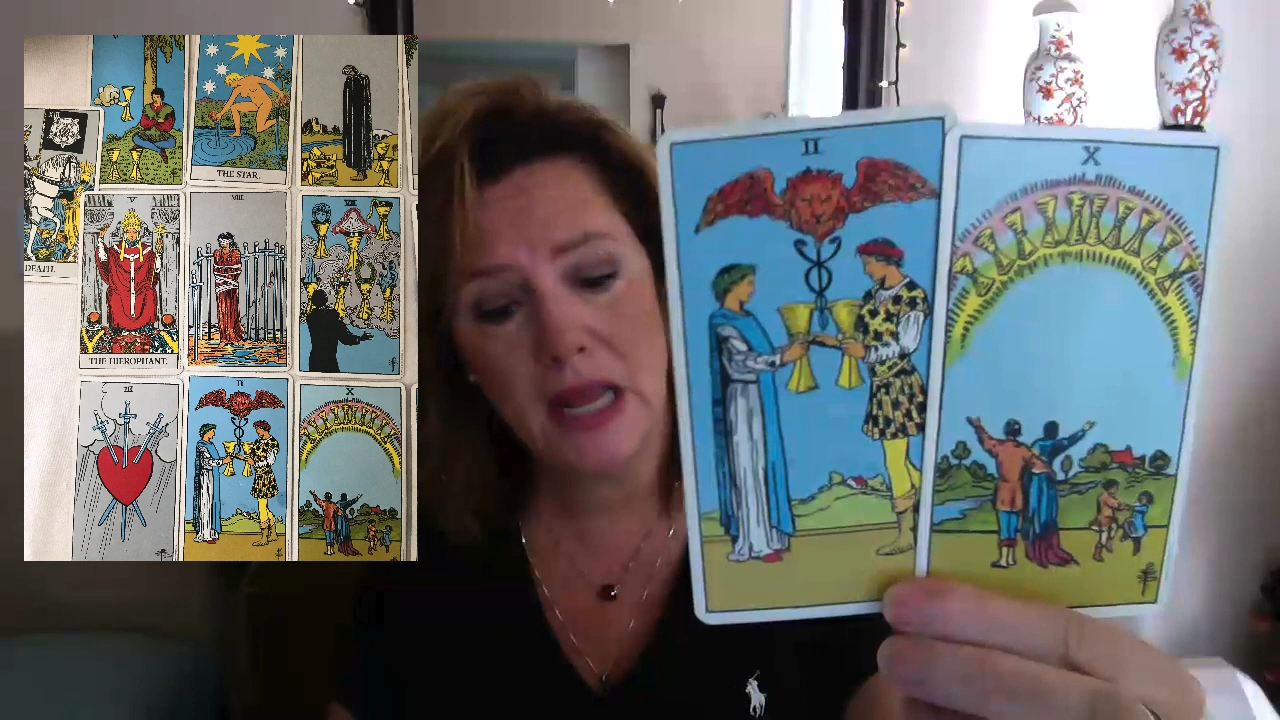 THE STAR.
DEATH.
V
VIII
VII
THE HIEROPHANT.
III
II
X
II
X